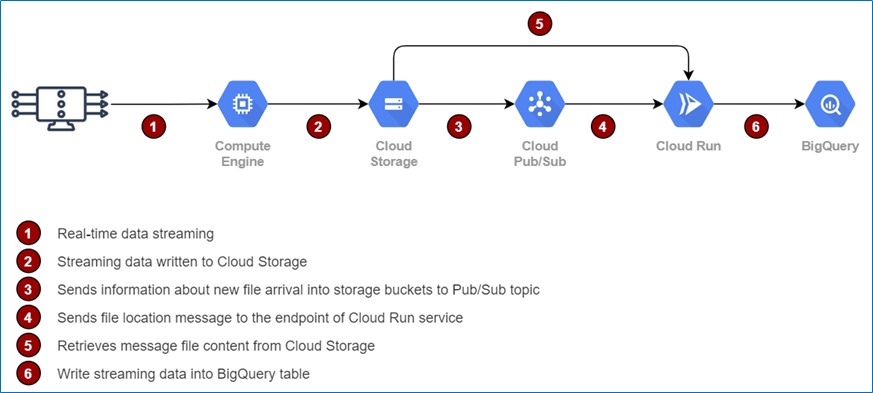 5
1
2
3
4
6
Compute
Engine
Cloud
Storage
Cloud
Pub/Sub
Cloud Run
BigQuery
1 Real-time data streaming
2 Streaming data written to Cloud Storage
3 Sends information about new file arrival into storage buckets to Pub/Sub topic
4 Sends file location message to the endpoint of Cloud Run service
5 Retrieves message file content from Cloud Storage
6 Write streaming data into BigQuery table